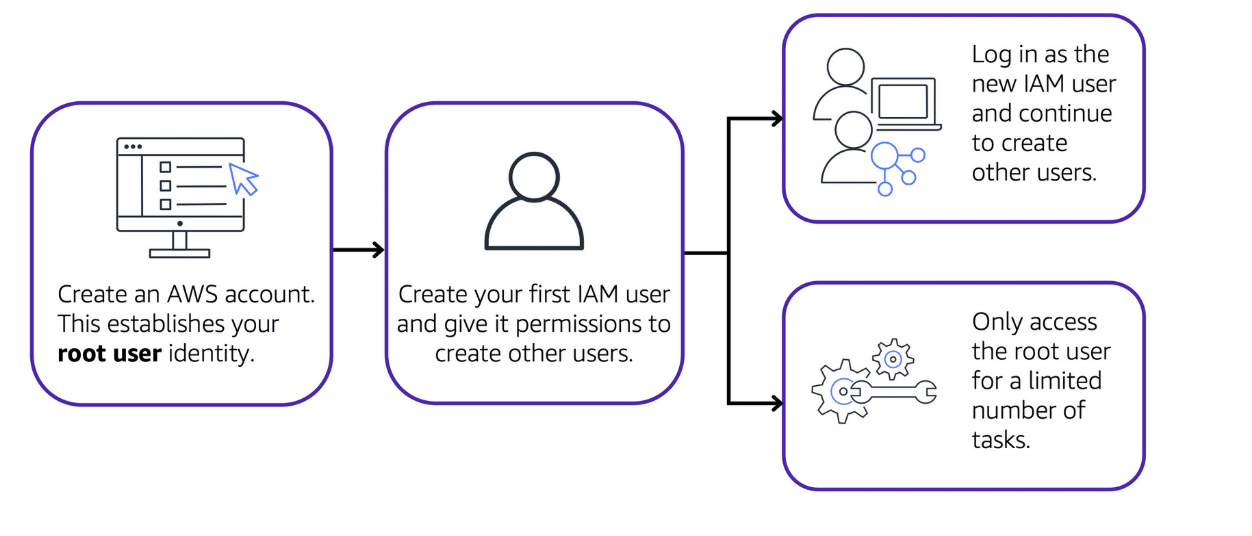 Create an AWS account.
This establishes your
root user identity.
Create your first IAM user
and give it permissions to
create other users.
Log in as the
new IAM user
and continue
to create
other users.
Only access
the root user
for a limited
number of
tasks.